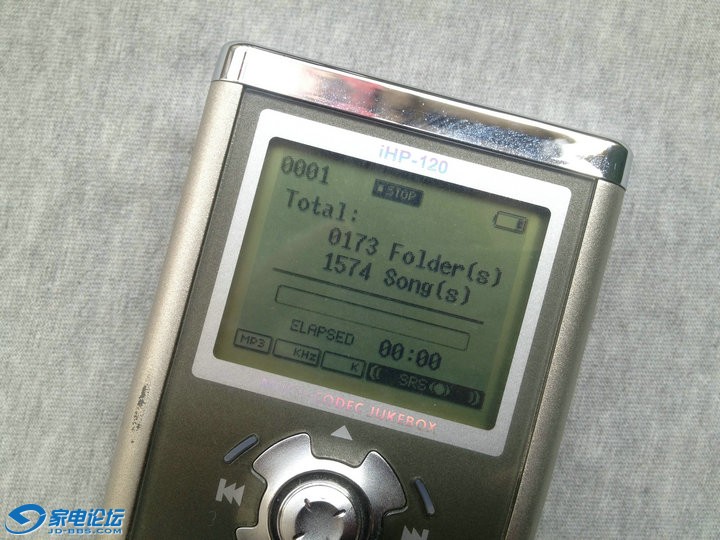 iHP-120
0001
STOP
Total:
0173 Folder(s)
1574 Song(s)
ELAPSED 00:00
MP3 KHz K SRS
CODEC JUKEBOX
家电论坛
JD-BBS.COM